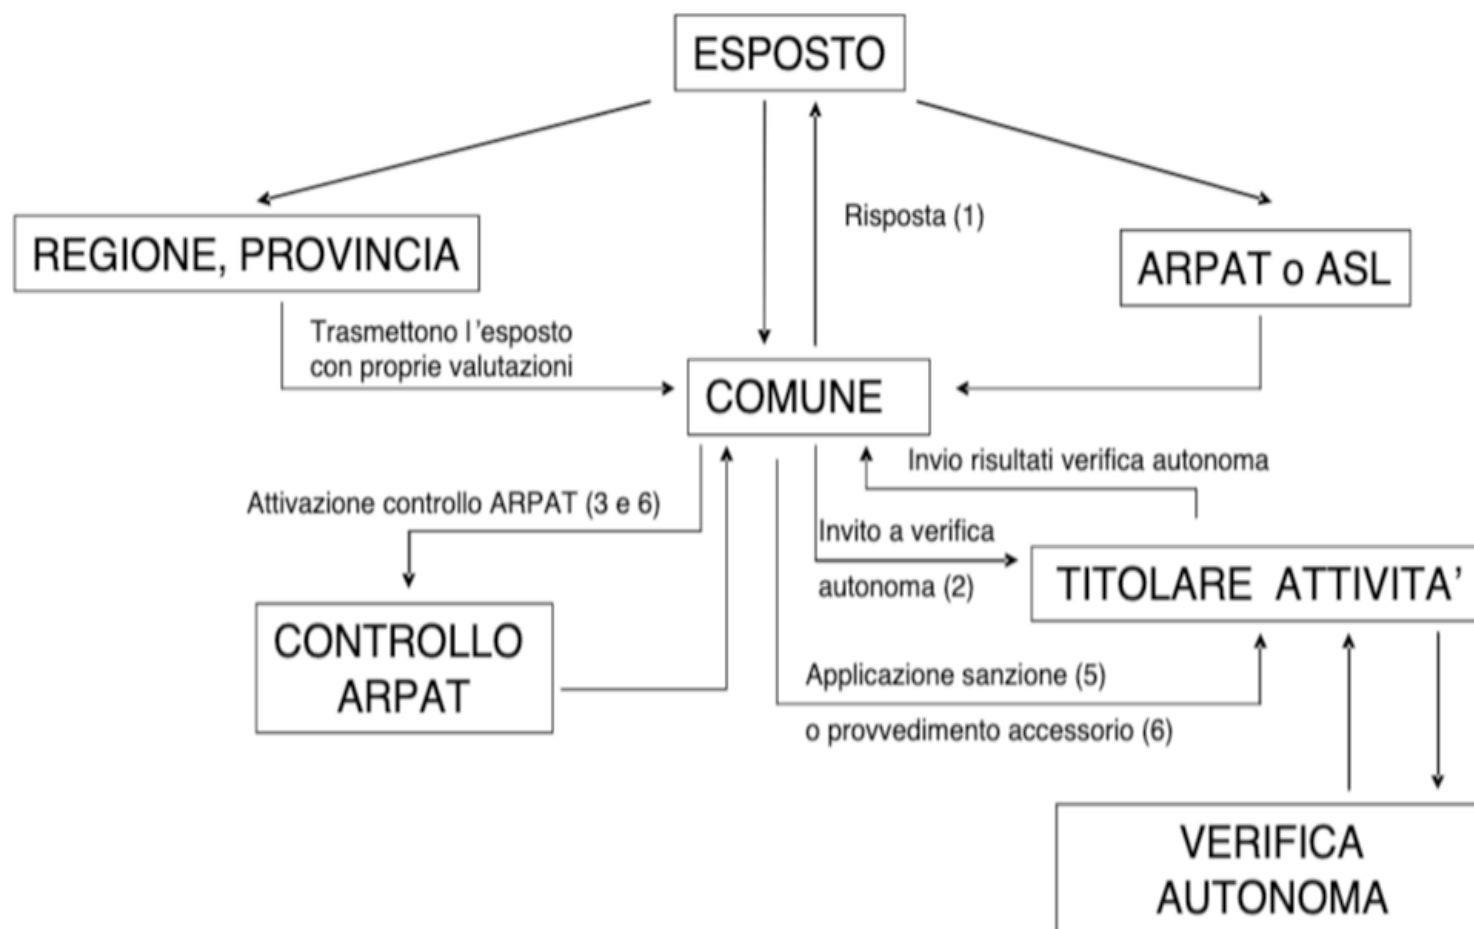 ESPOSTO
Risposta (1)
REGIONE, PROVINCIA
ARPAT o ASL
Trasmettono l'esposto
con proprie valutazioni
COMUNE
Invio risultati verifica autonoma
Attivazione controllo ARPAT (3 e 6)
Invito a verifica
autonoma (2)
TITOLARE ATTIVITA'
CONTROLLO
ARPAT
Applicazione sanzione (5)
o provvedimento accessorio (6)
VERIFICA
AUTONOMA